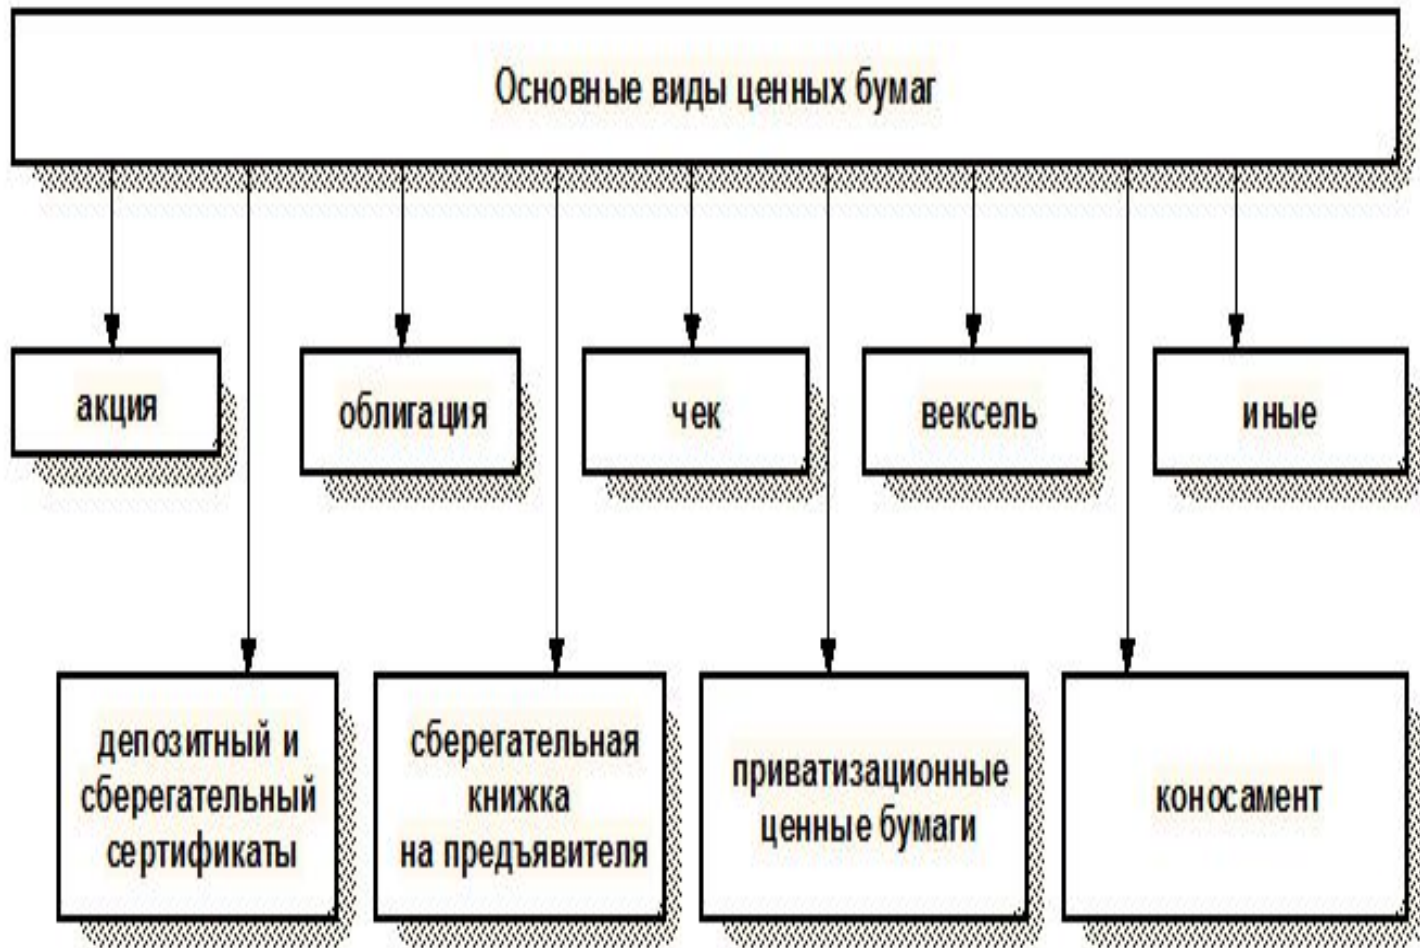 Основные виды ценных бумаг
акция
облигация
чек
вексель
иные
депозитный и
сберегательный
сертификаты
сберегательная
книжка
на предъявителя
приватизационные
ценные бумаги
коносамент